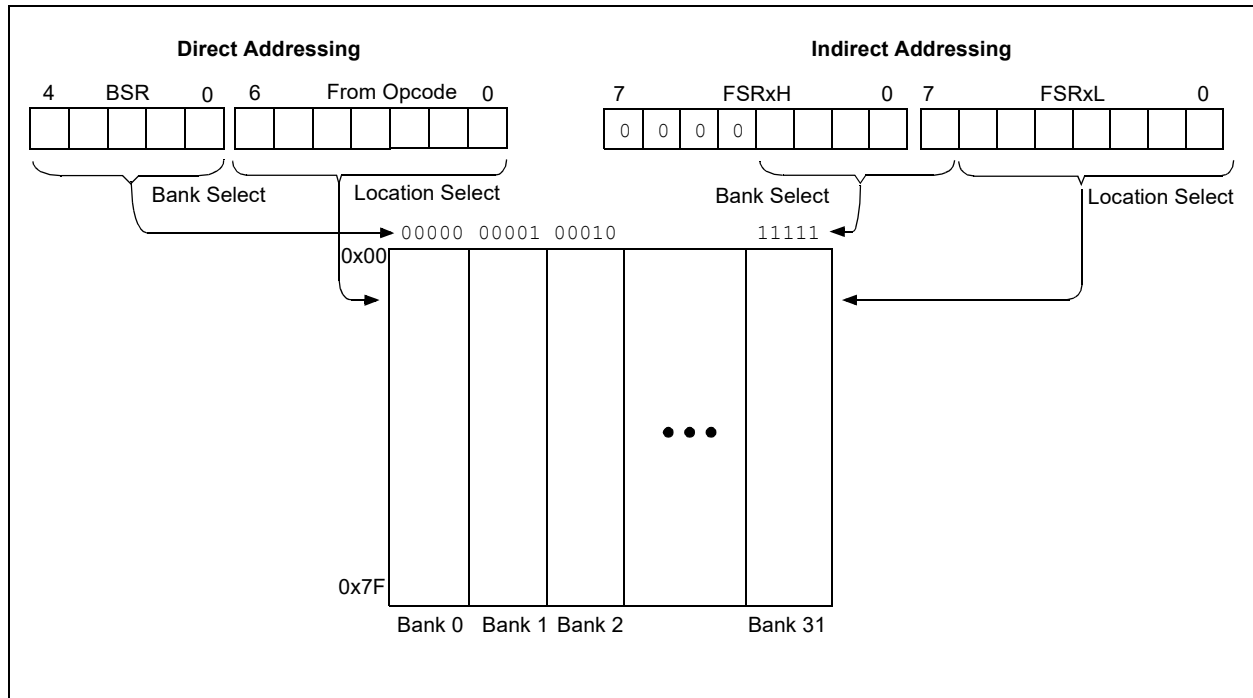 Direct Addressing
Indirect Addressing
4 BSR 0 6 From Opcode 0
7 FSRxH 0 7 FSRxL 0
0 0 0 0
Bank Select
Location Select
Bank Select
Location Select
00000 00001 00010 11111
0x00
0x7F
Bank 0 Bank 1 Bank 2 Bank 31